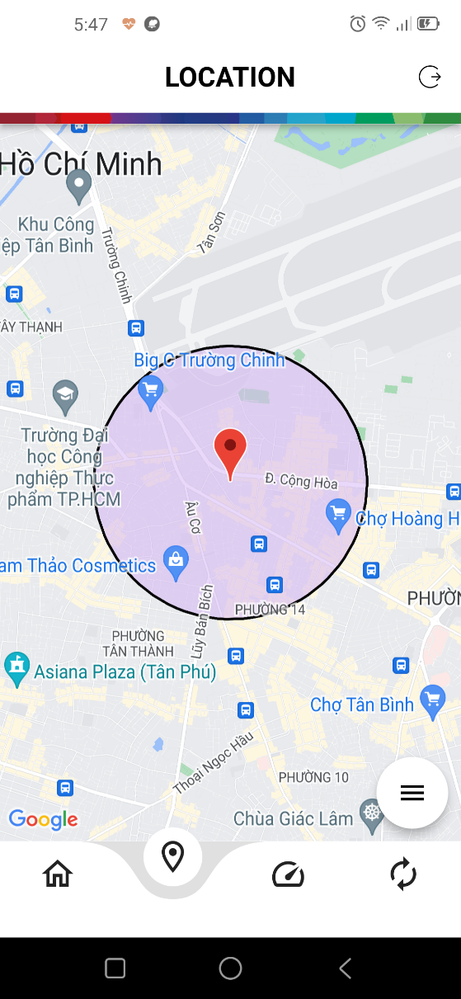 5:47
LOCATION
Hồ Chí Minh
Khu Công
ệp Tân Bình
Trường Chinh
Tân Sơn
ÂY THẠNH
Big C Trường Chinh
Trường Đại
học Công
nghiệp Thực
phẩm TP.HCM
Đ. Cộng Hòa
Âu Cơ
Chợ Hoàng H
am Thảo Cosmetics
PHƯỜN
PHƯỜNG 14
Lũy Bán Bích
PHƯỜNG
TÂN THÀNH
Asiana Plaza (Tân Phú)
Chợ Tân Bình
Thoại Ngọc Hầu
PHƯỜNG 10
Chùa Giác Lâm
Google